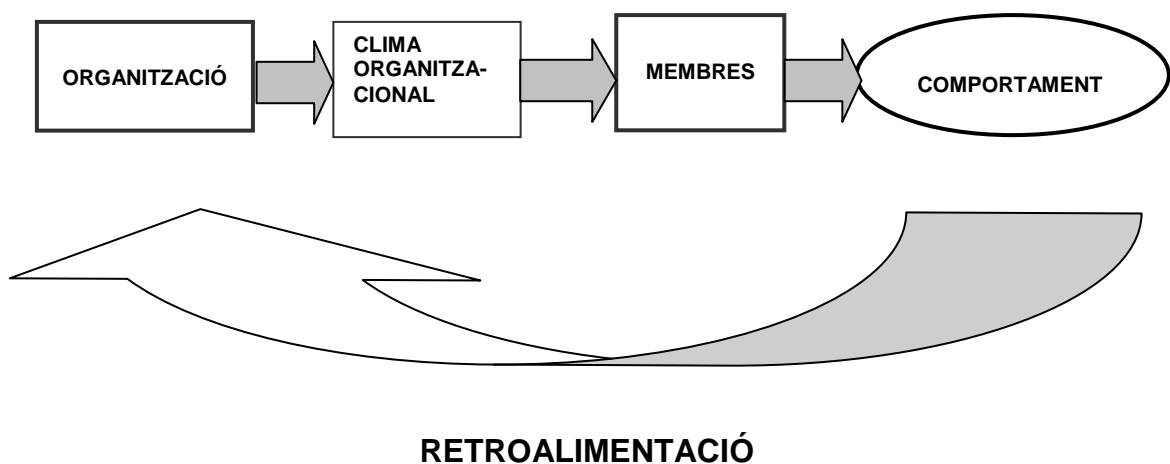 ORGANITZACIÓ
CLIMA
ORGANITZA-
CIONAL
MEMBRES
COMPORTAMENT
RETROALIMENTACIÓ